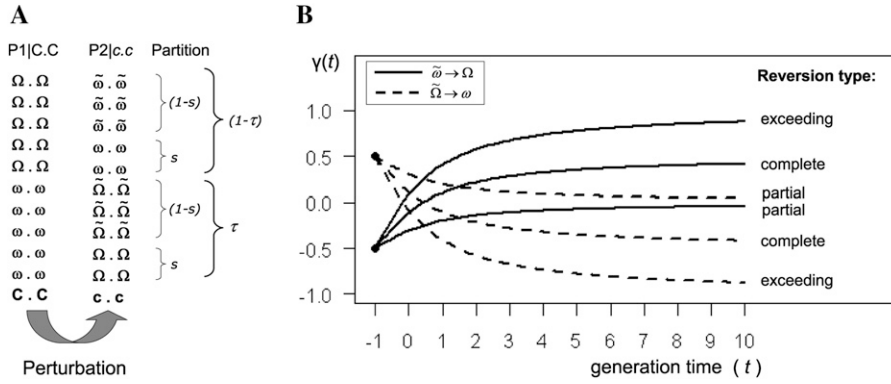 A
P1|C.C P2|c.c Partition
Ω . Ω ω̃ . ω̃
Ω . Ω ω̃ . ω̃
Ω . Ω ω̃ . ω̃
(1-s)
Ω . Ω ω . ω
Ω . Ω ω . ω
s
(1-τ)
ω . ω Ω̃ . Ω̃
ω . ω Ω̃ . Ω̃
ω . ω Ω̃ . Ω̃
(1-s)
ω . ω Ω . Ω
ω . ω Ω . Ω
s
τ
C . C c . c
Perturbation
B
γ(t)
ω̃ → Ω
Ω̃ → ω
Reversion type:
1.0
0.5
0.0
-0.5
-1.0
exceeding
complete
partial
partial
complete
exceeding
-1 0 1 2 3 4 5 6 7 8 9 10
generation time ( t )